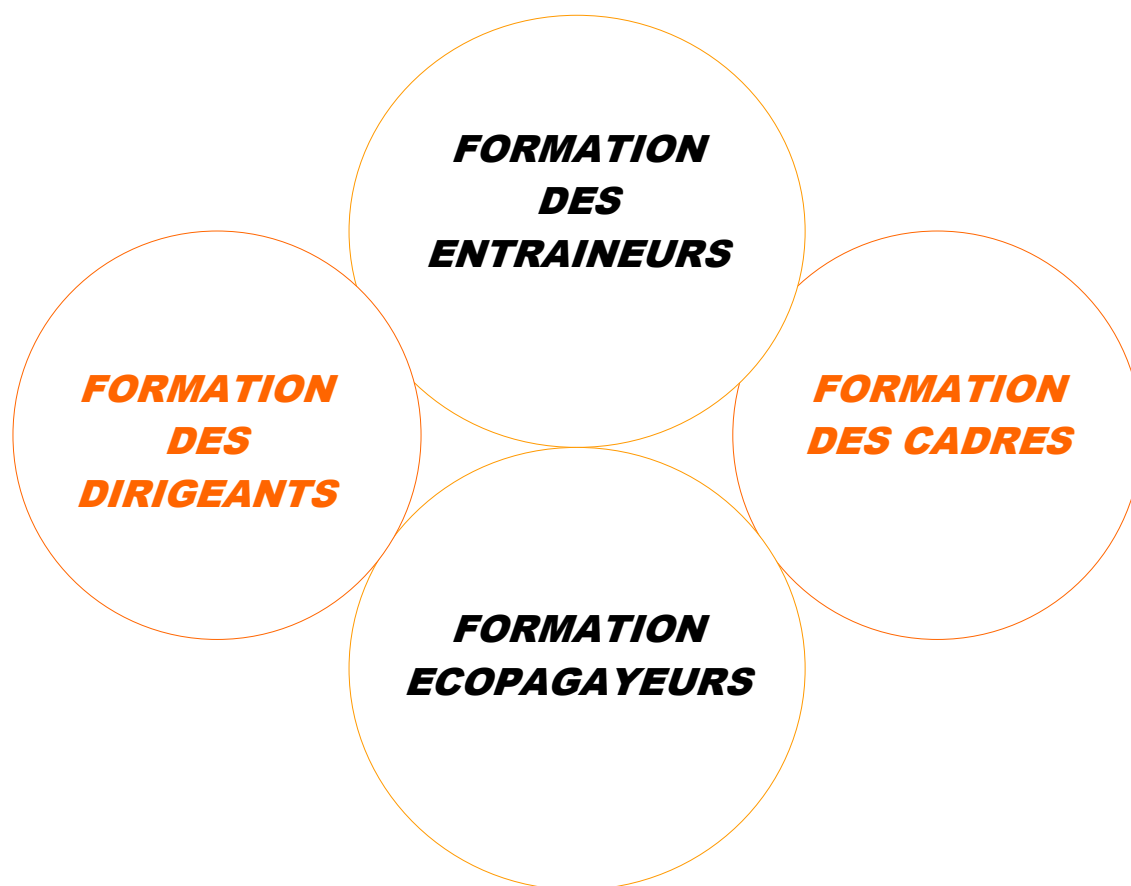 FORMATION
DES
ENTRAINEURS
FORMATION
DES
DIRIGEANTS
FORMATION
DES CADRES
FORMATION
ECOPAGAYEURS